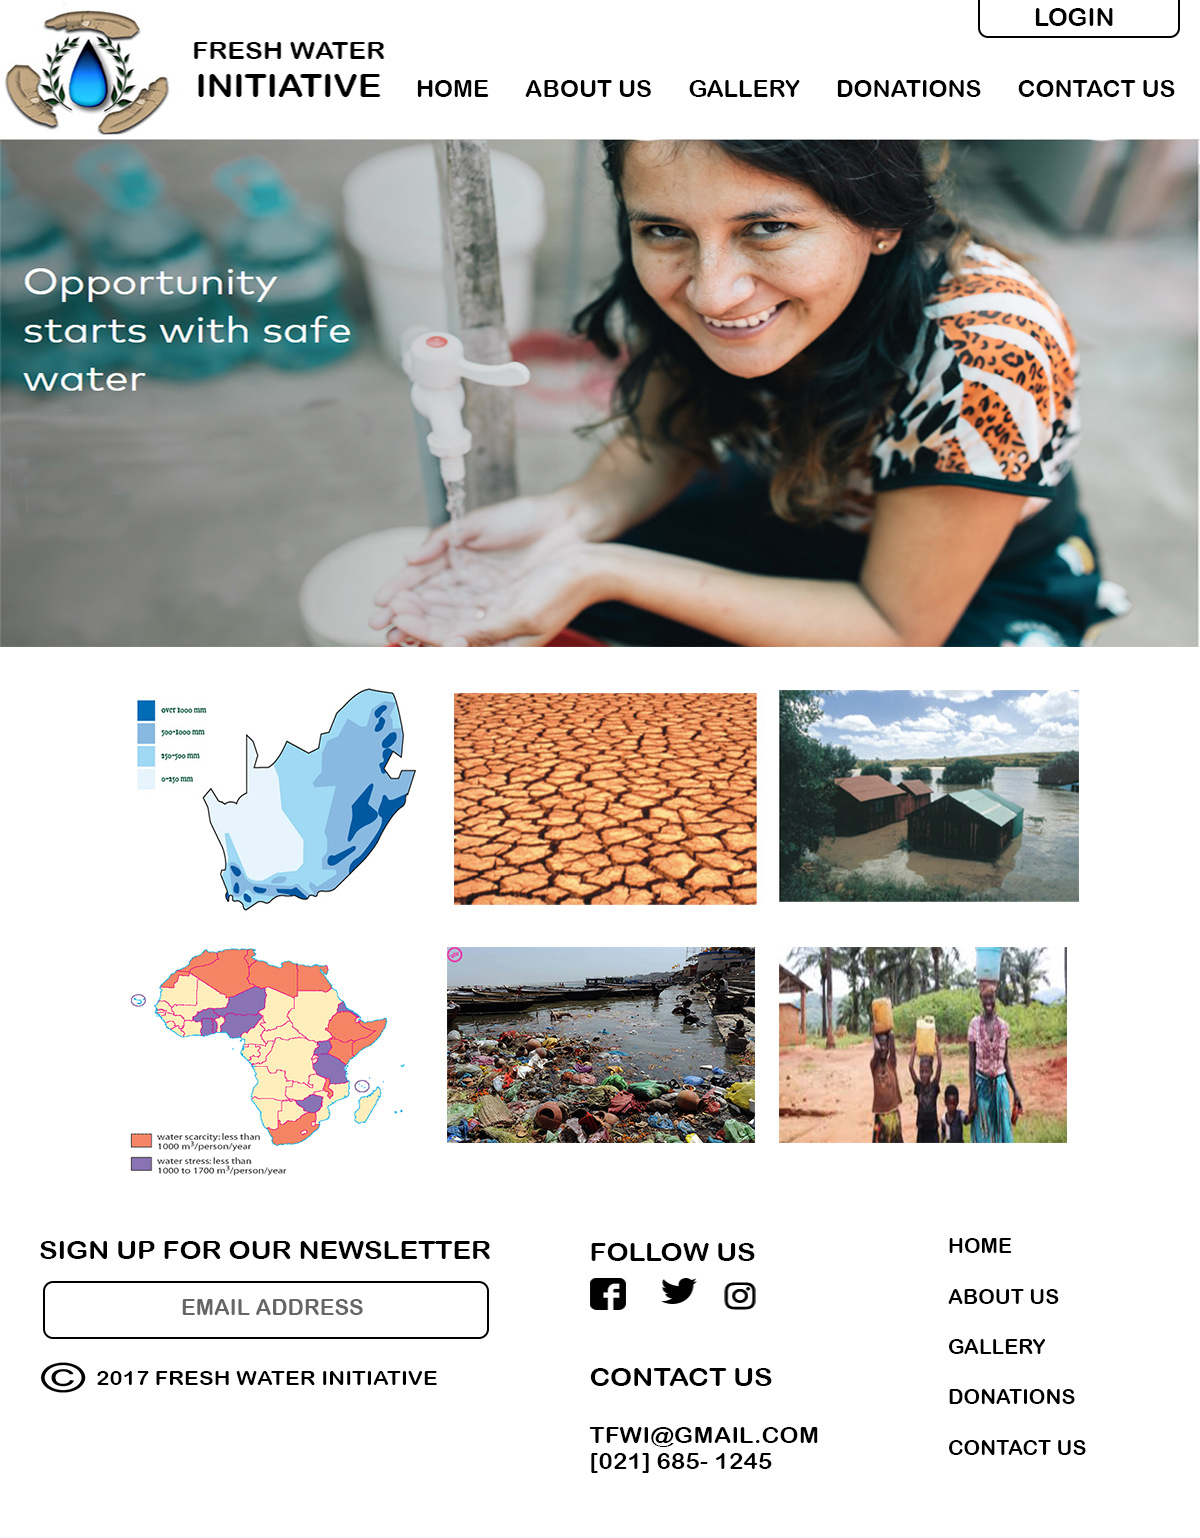 LOGIN
FRESH WATER
INITIATIVE
HOME ABOUT US GALLERY DONATIONS CONTACT US
Opportunity
starts with safe
water
over 1000 mm
500-1000 mm
250-500 mm
0-250 mm
water scarcity: less than
1000 m³/person/year
water stress: less than
1000 to 1700 m³/person/year
SIGN UP FOR OUR NEWSLETTER
EMAIL ADDRESS
© 2017 FRESH WATER INITIATIVE
FOLLOW US
CONTACT US
TFWI@GMAIL.COM
[021] 685- 1245
HOME
ABOUT US
GALLERY
DONATIONS
CONTACT US